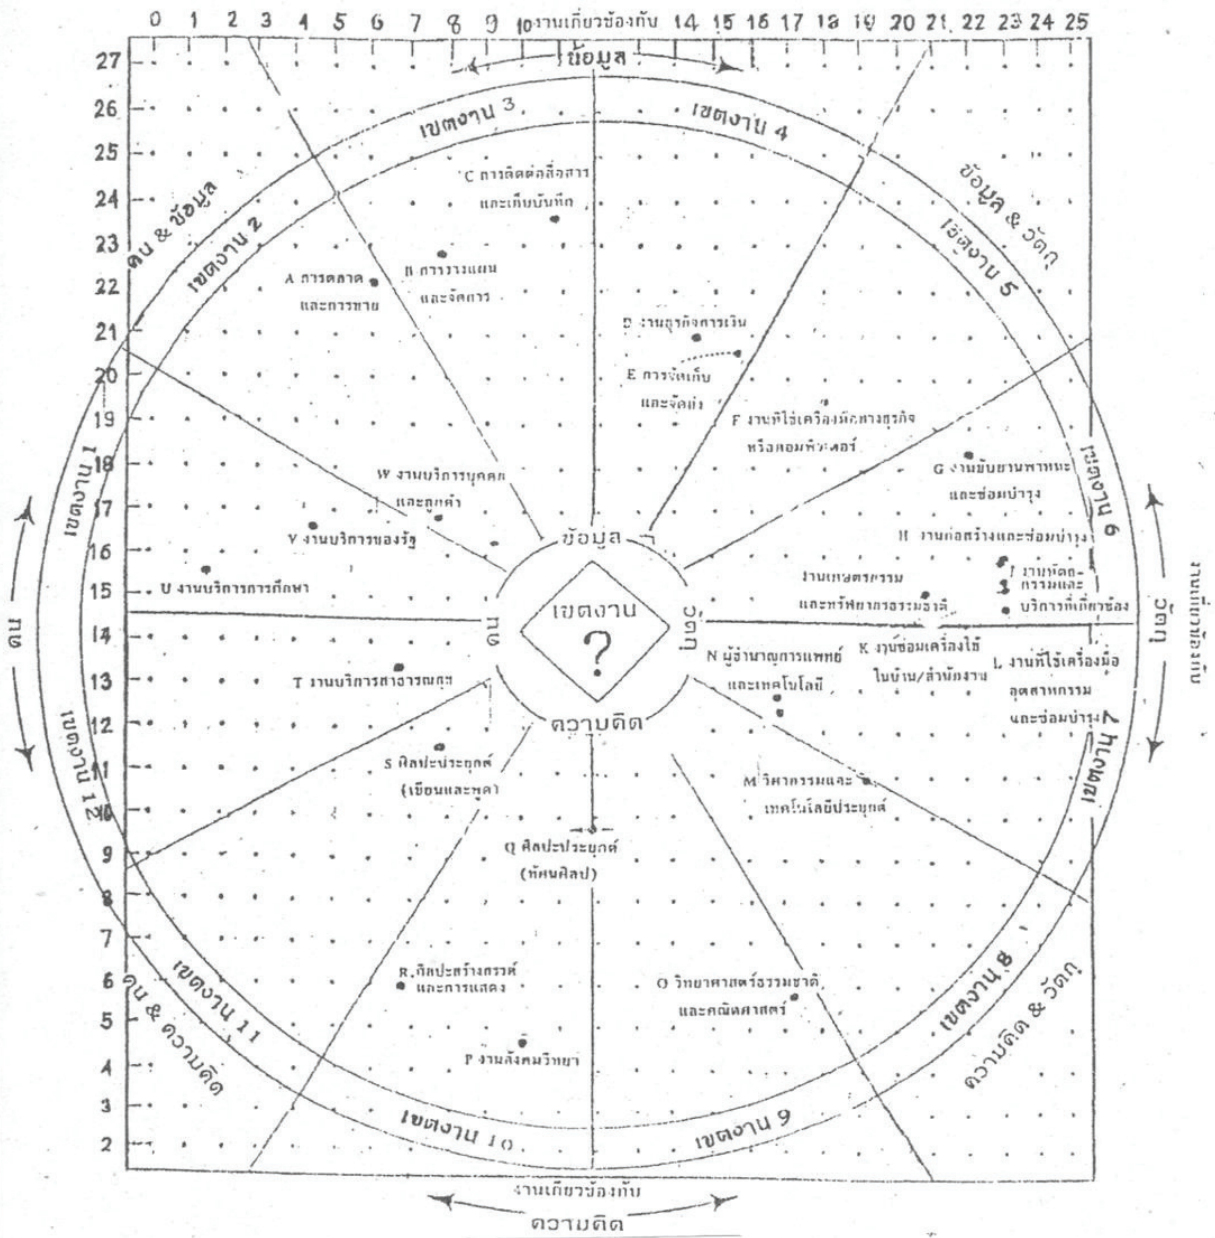 0 1 2 3 4 5 6 7 8 9 10 งานเกี่ยวข้องกับ 14 15 16 17 18 19 20 21 22 23 24 25
ข้อมูล
27
26
25
24
23
22
21
20
19
18
17
16
15
14
13
12
11
10
9
8
7
6
5
4
3
2
เขตงาน 3
เขตงาน 4
คน & ข้อมูล
เขตงาน 2
ข้อมูล & วัตถุ
เขตงาน 5
C การติดต่อสื่อสาร
และเก็บบันทึก
A การตลาด
และการขาย
B การวางแผน
และจัดการ
D งานธุรกิจการเงิน
E การจัดเก็บ
และจัดส่ง
F งานที่ใช้เครื่องมือทางธุรกิจ
หรือคอมพิวเตอร์
G งานขับยานพาหนะ
และซ่อมบำรุง
เขตงาน 1
เขตงาน 6
W งานบริการบุคคล
และลูกค้า
V งานบริการของรัฐ
U งานบริการการศึกษา
H งานก่อสร้างและซ่อมบำรุง
งานเกษตรกรรม
และทรัพยากรธรรมชาติ
J งานหัตถ-
กรรมและ
บริการที่เกี่ยวข้อง
ข้อมูล
คน
เขตงาน
?
วัตถุ
ความคิด
คน
งานเกี่ยวข้องกับ
วัตถุ
N ผู้ชำนาญการแพทย์
และเทคโนโลยี
K งานซ่อมเครื่องใช้
ในบ้าน/สำนักงาน
L งานที่ใช้เครื่องมือ
อุตสาหกรรม
และซ่อมบำรุง
T งานบริการสาธารณสุข
เขตงาน 12
เขตงาน 7
S ศิลปะประยุกต์
(เขียนและพูด)
M วิศวกรรมและ
เทคโนโลยีประยุกต์
Q ศิลปะประยุกต์
(ทัศนศิลป)
R. ศิลปะสร้างสรรค์
และการแสดง
O วิทยาศาสตร์ธรรมชาติ
และคณิตศาสตร์
P งานสังคมวิทยา
เขตงาน 11
เขตงาน 8
คน & ความคิด
ความคิด & วัตถุ
เขตงาน 10
เขตงาน 9
งานเกี่ยวข้องกับ
ความคิด